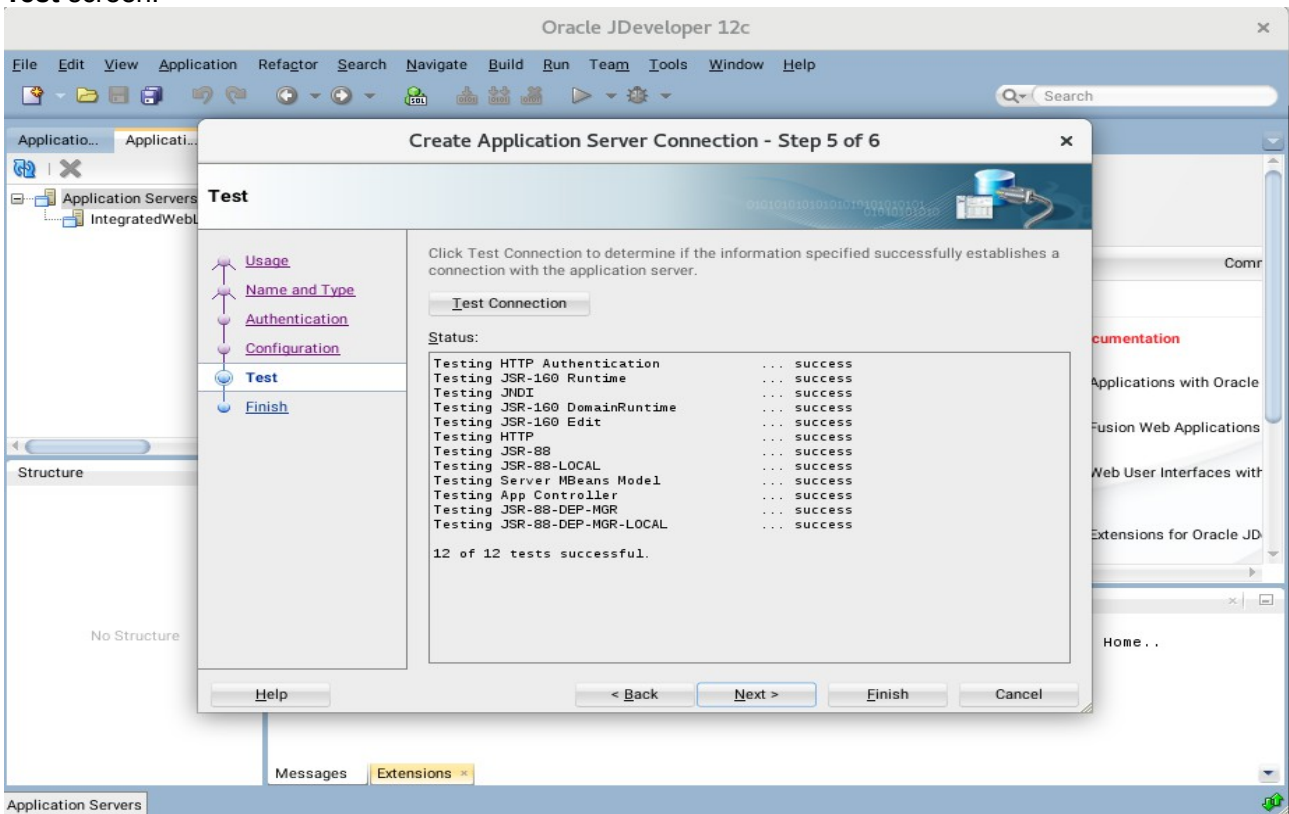 Test screen.
Oracle JDeveloper 12c
File Edit View Application Refactor Search Navigate Build Run Team Tools Window Help
Search
Applicatio... Applicati...
Application Servers
IntegratedWebL
Create Application Server Connection - Step 5 of 6
Test
Usage
Name and Type
Authentication
Configuration
Test
Finish
Click Test Connection to determine if the information specified successfully establishes a
connection with the application server.
Test Connection
Status:
Testing HTTP Authentication ... success
Testing JSR-160 Runtime ... success
Testing JNDI ... success
Testing JSR-160 DomainRuntime ... success
Testing JSR-160 Edit ... success
Testing HTTP ... success
Testing JSR-88 ... success
Testing JSR-88-LOCAL ... success
Testing Server MBeans Model ... success
Testing App Controller ... success
Testing JSR-88-DEP-MGR ... success
Testing JSR-88-DEP-MGR-LOCAL ... success
12 of 12 tests successful.
Help < Back Next > Finish Cancel
Comr
cumentation
Applications with Oracle
Fusion Web Applications
Web User Interfaces with
Extensions for Oracle JD
Structure
No Structure
Home..
Messages Extensions
Application Servers